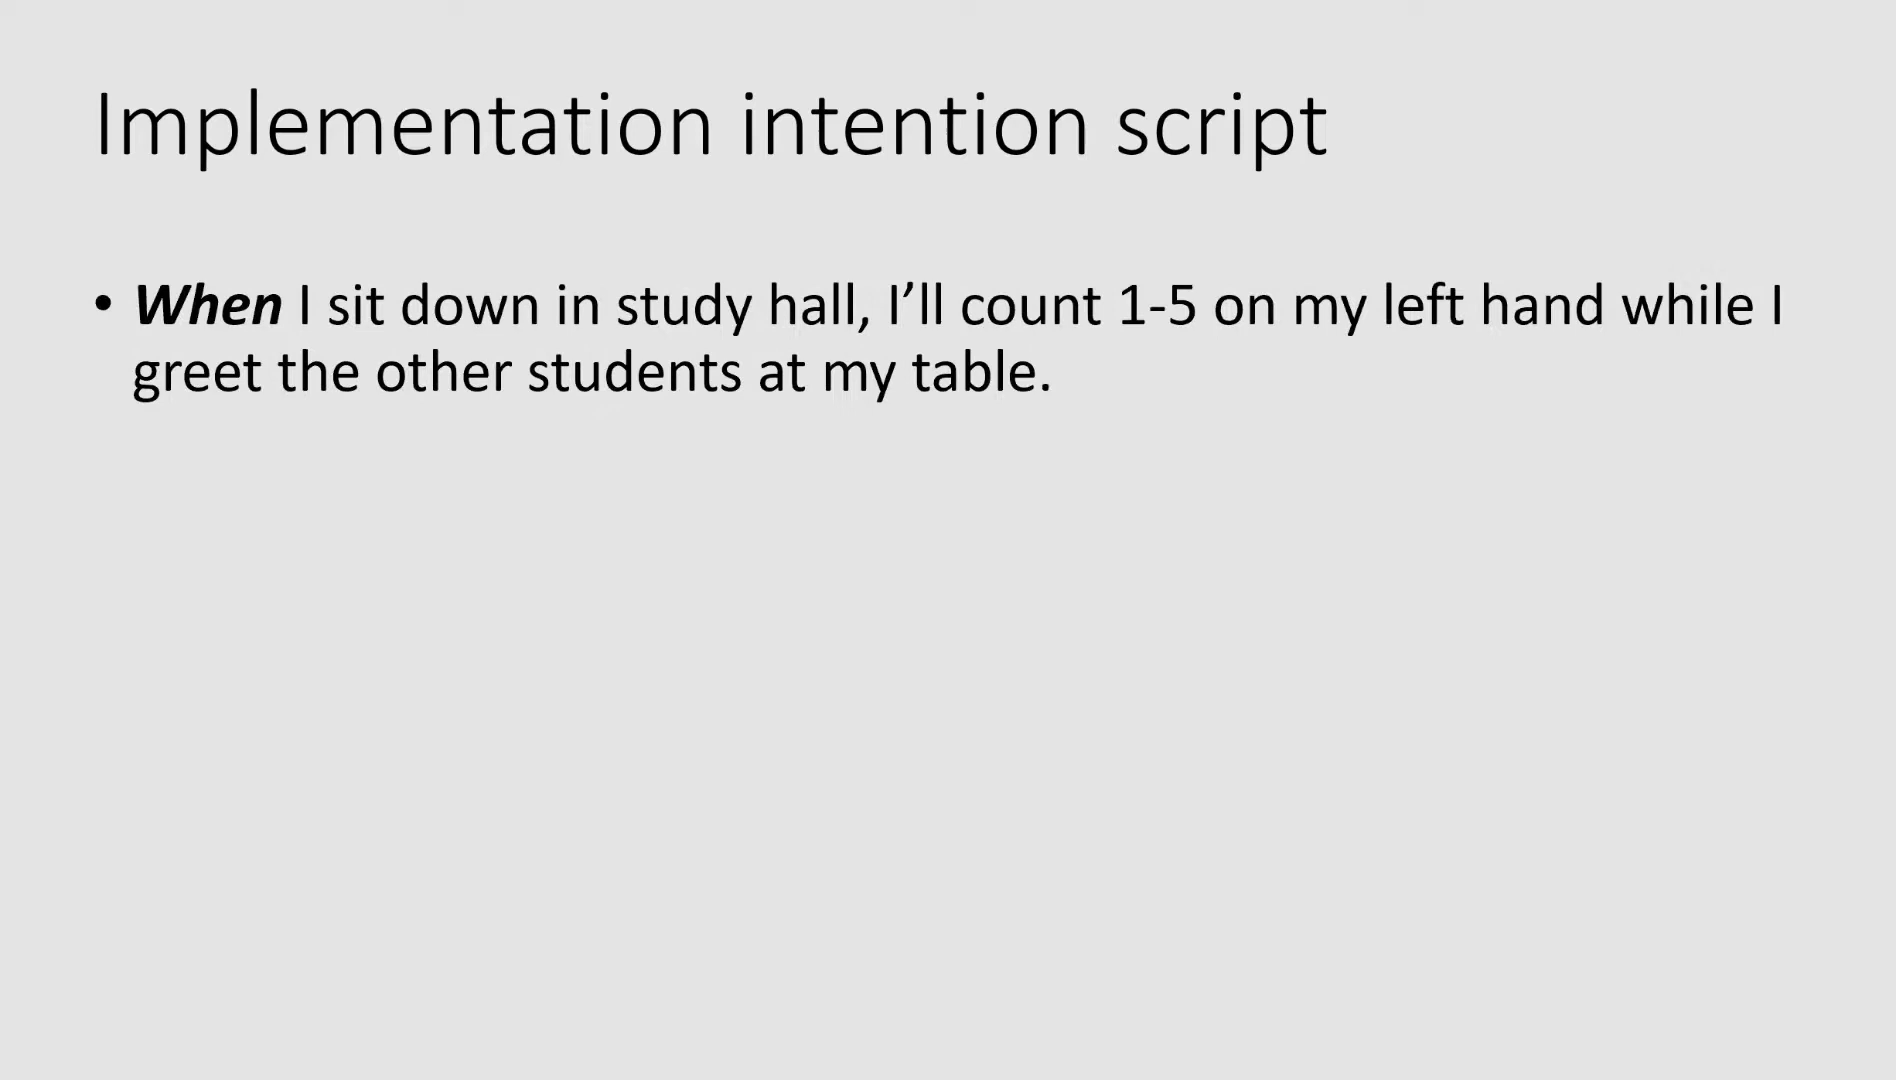 Implementation intention script
• When I sit down in study hall, I’ll count 1-5 on my left hand while I
greet the other students at my table.